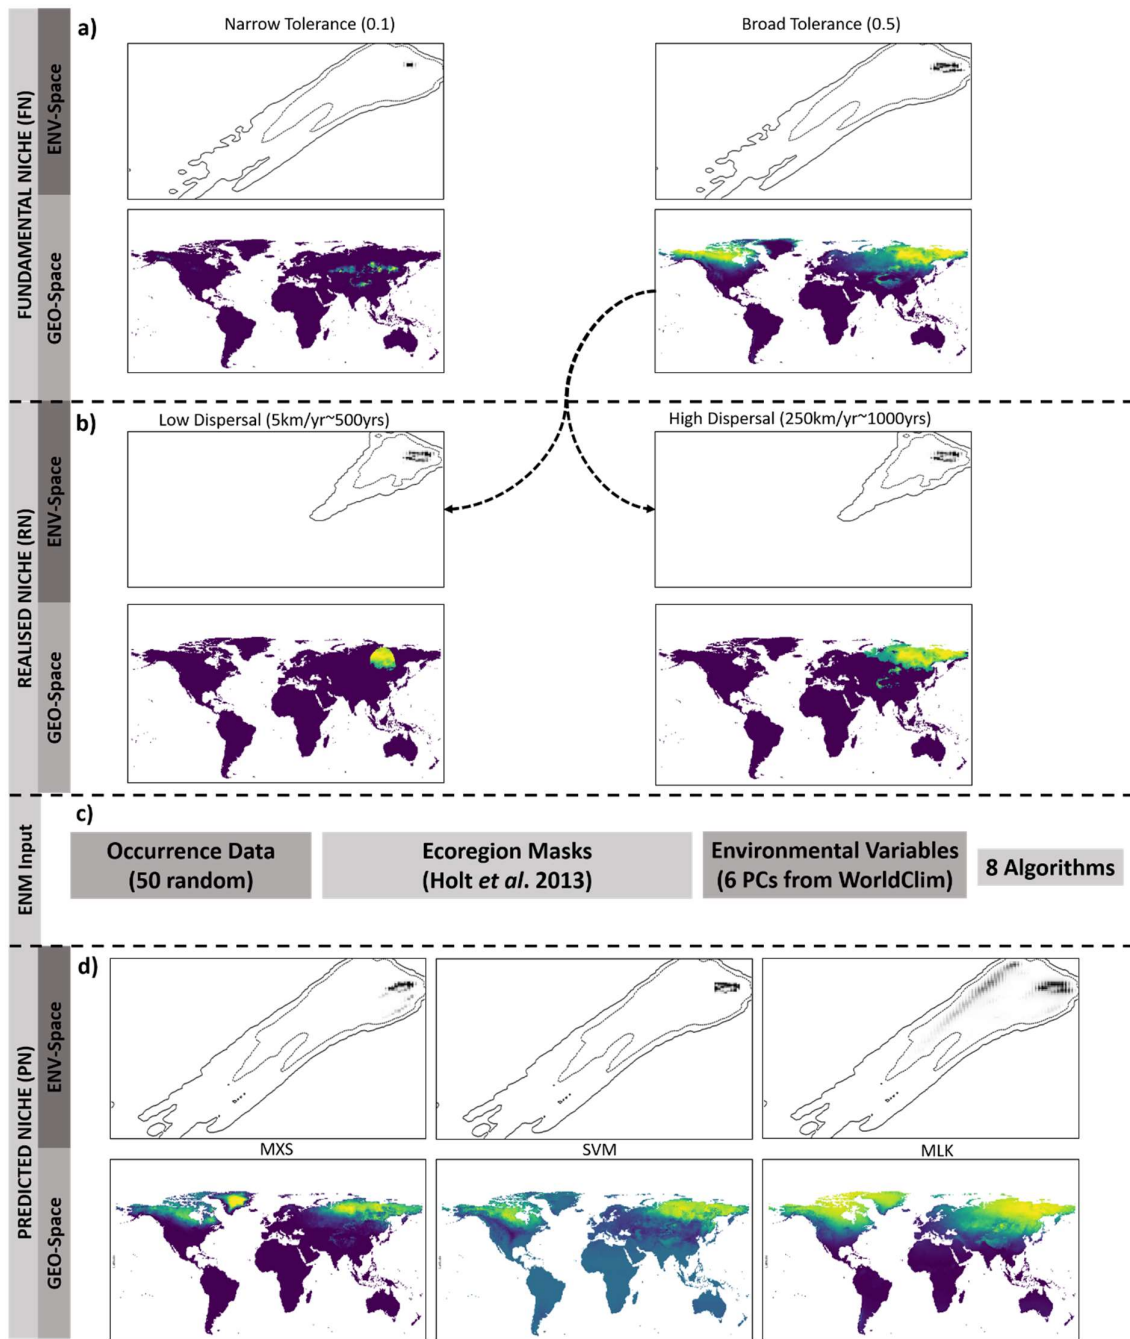 a)
Narrow Tolerance (0.1)
Broad Tolerance (0.5)
FUNDAMENTAL NICHE (FN)
ENV-Space
GEO-Space
b)
Low Dispersal (5km/yr~500yrs)
High Dispersal (250km/yr~1000yrs)
REALISED NICHE (RN)
ENV-Space
GEO-Space
c)
ENM Input
Occurrence Data
(50 random)
Ecoregion Masks
(Holt et al. 2013)
Environmental Variables
(6 PCs from WorldClim)
8 Algorithms
d)
PREDICTED NICHE (PN)
ENV-Space
GEO-Space
MXS
SVM
MLK